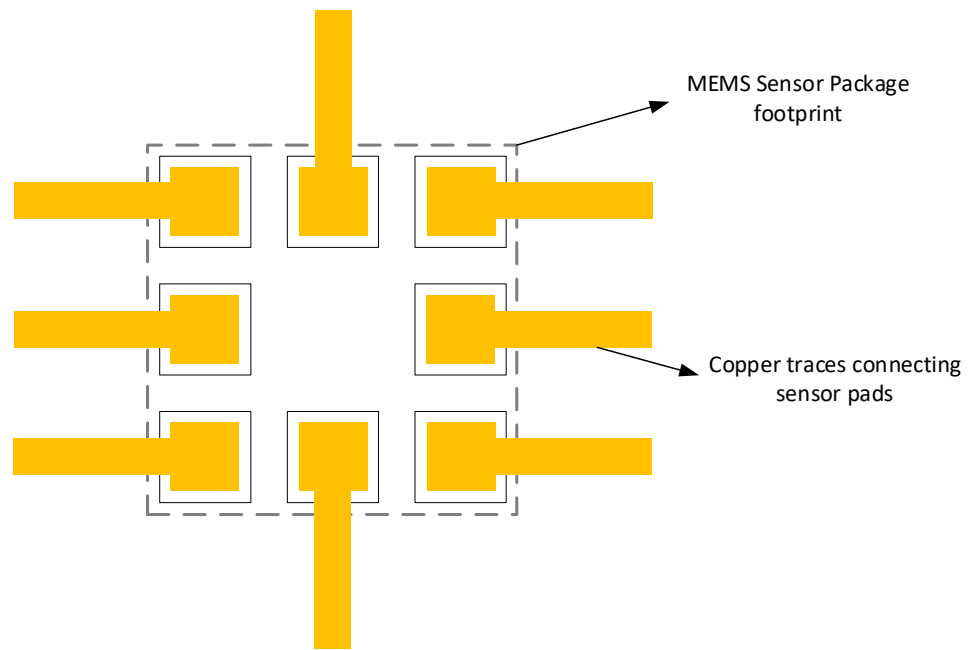 MEMS Sensor Package
footprint
Copper traces connecting
sensor pads